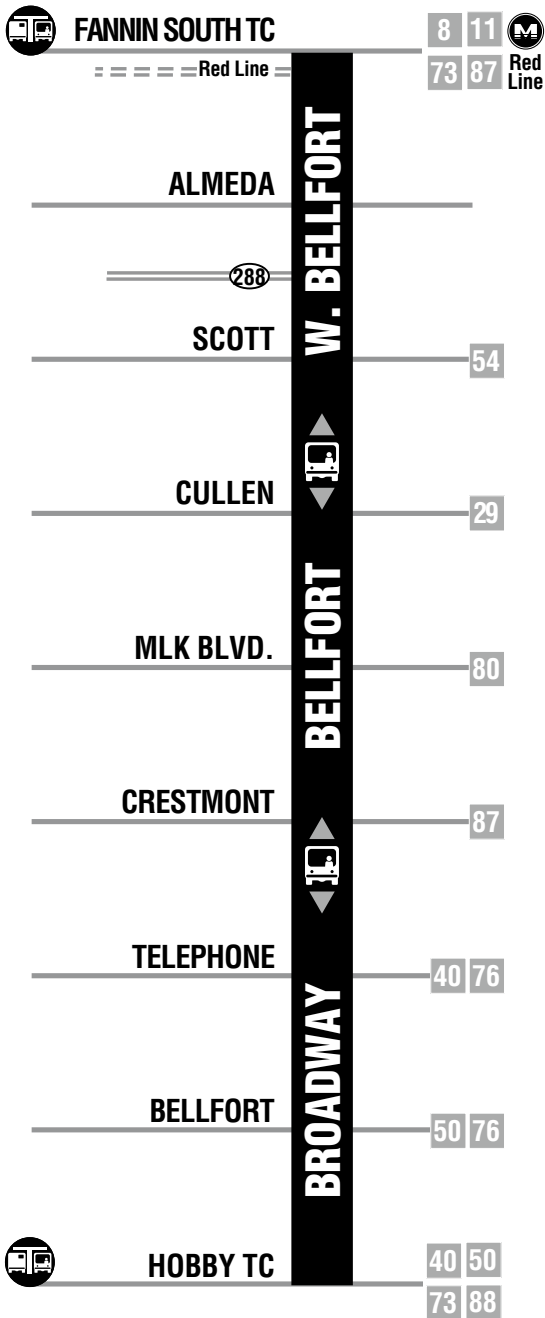 FANNIN SOUTH TC
8 11 M
73 87 Red Line
Red Line
W. BELLFORT
ALMEDA
288
SCOTT
54
CULLEN
29
BELLFORT
MLK BLVD.
80
CRESTMONT
87
BROADWAY
TELEPHONE
40 76
BELLFORT
50 76
HOBBY TC
40 50
73 88